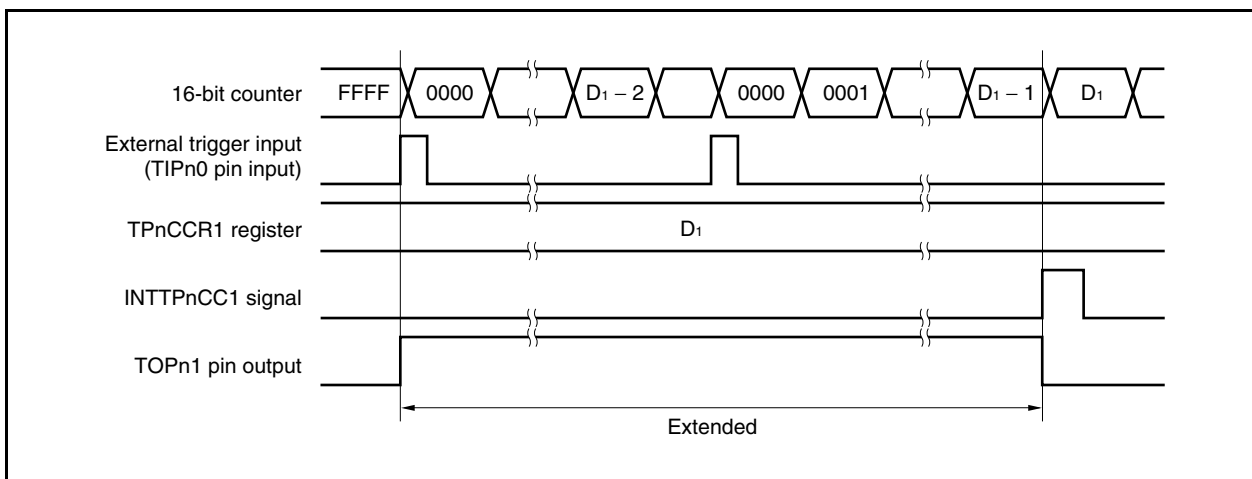 16-bit counter FFFF 0000 D1 − 2 0000 0001 D1 − 1 D1
External trigger input
(TIPn0 pin input)
TPnCCR1 register D1
INTTPnCC1 signal
TOPn1 pin output
Extended